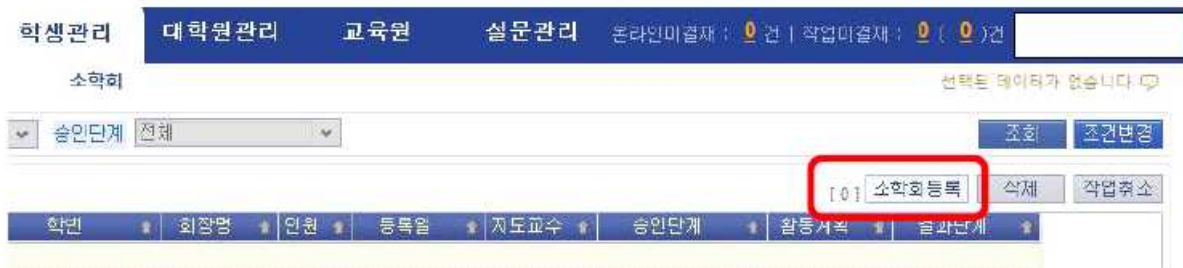 학생관리 대학원관리 교육원 설문관리 온라인미결재 : 0 건 | 작업미결재 : 0 ( 0 )건
소학회 선택된 데이터가 없습니다
승인단계 전체 조회 조건변경
[ 0 ] 소학회등록 삭제 작업취소
학번 회장명 인원 등록일 지도교수 승인단계 활동계획 결과단계